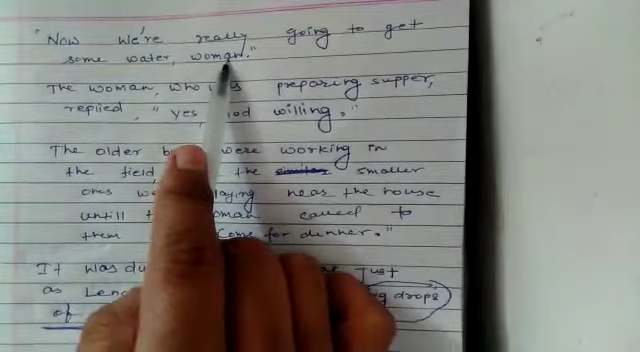 "Now We're really going to get
some water, woman."
The woman, who preparing supper,
replied, "yes, God willing."
The older were working in
the field, the smaller
ones playing near the house
untill woman called to
them Come for dinner."
It was Just
as drops
of